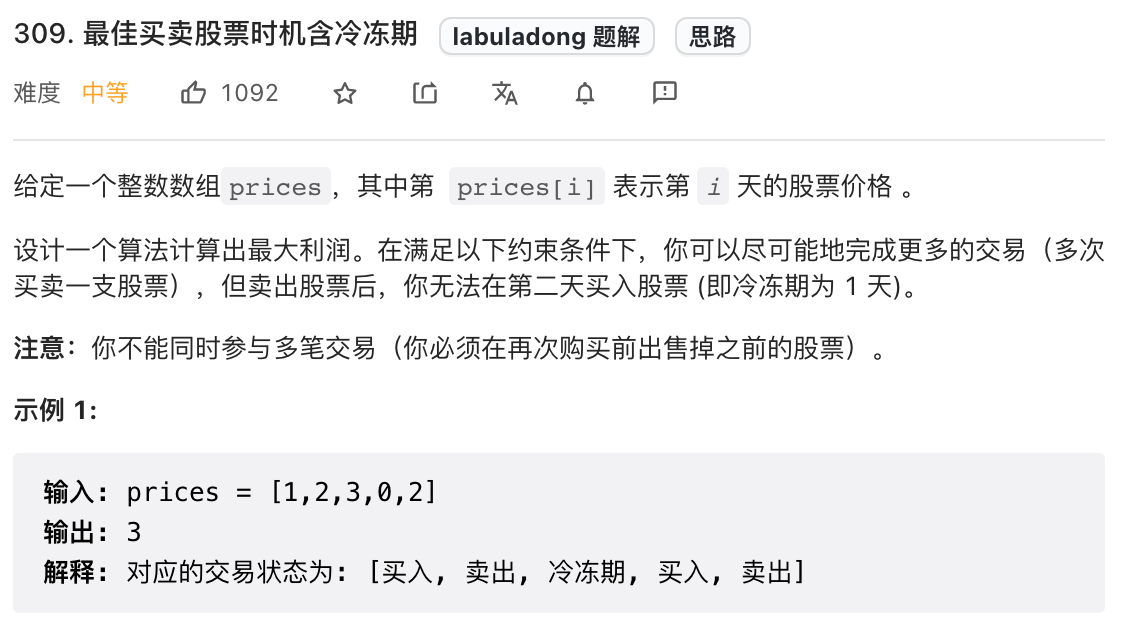 309. 最佳买卖股票时机含冷冻期 labuladong 题解 思路
难度 中等 1092
给定一个整数数组prices，其中第 prices[i] 表示第 i 天的股票价格 。
设计一个算法计算出最大利润。在满足以下约束条件下，你可以尽可能地完成更多的交易（多次
买卖一支股票），但卖出股票后，你无法在第二天买入股票 (即冷冻期为 1 天)。
注意：你不能同时参与多笔交易（你必须在再次购买前出售掉之前的股票）。
示例 1:
输入: prices = [1,2,3,0,2]
输出: 3
解释: 对应的交易状态为: [买入, 卖出, 冷冻期, 买入, 卖出]